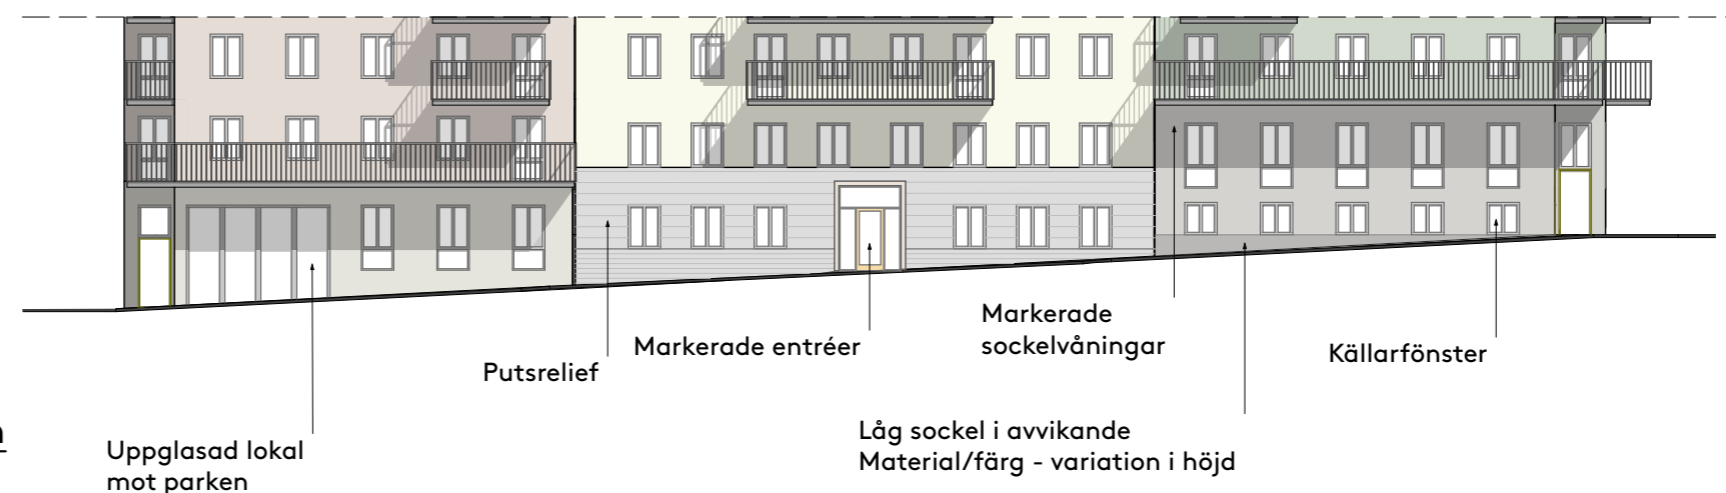 Markerade
sockelvåningar
Markerade entréer
Källarfönster
Putsrelief
Låg sockel i avvikande
Material/färg - variation i höjd
Uppglasad lokal
mot parken